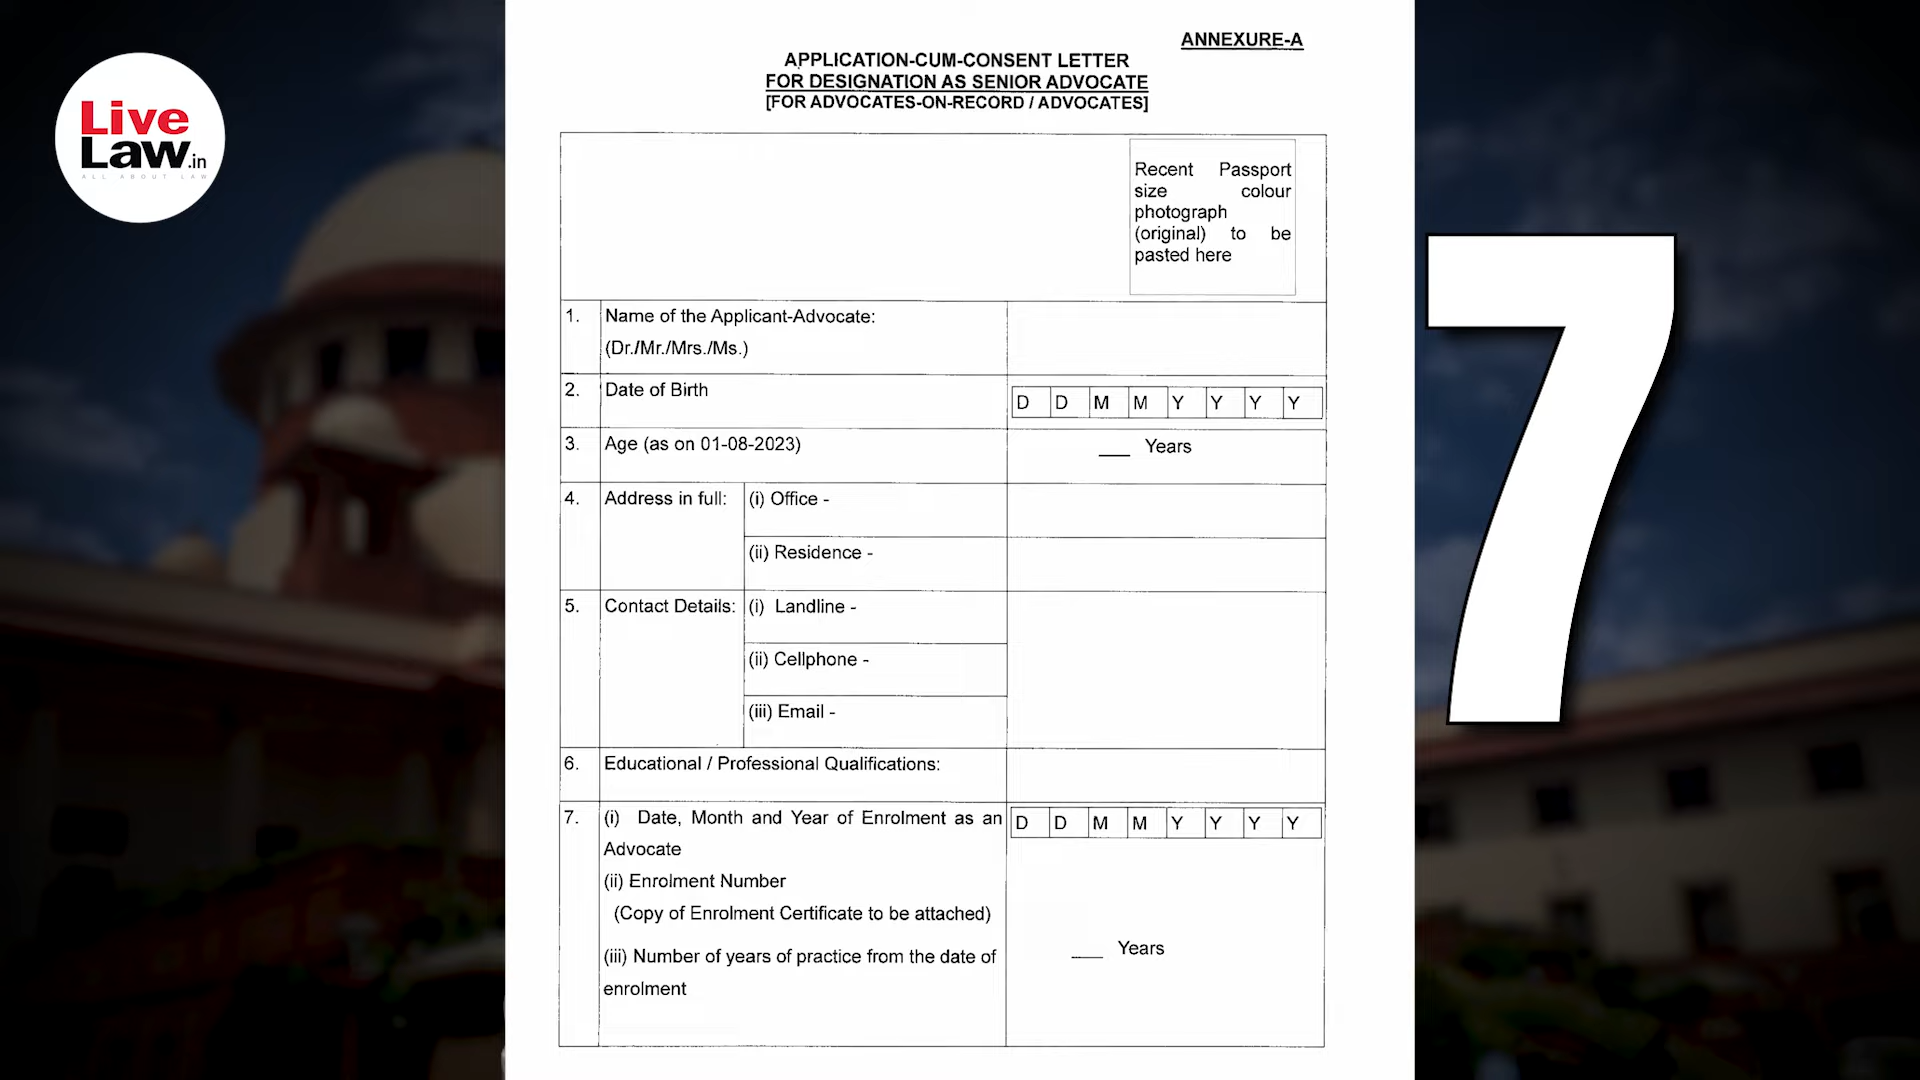 Live
Law.in
ALL ABOUT LAW
ANNEXURE-A
APPLICATION-CUM-CONSENT LETTER
FOR DESIGNATION AS SENIOR ADVOCATE
[FOR ADVOCATES-ON-RECORD / ADVOCATES]
Recent Passport
size colour
photograph
(original) to be
pasted here
1. Name of the Applicant-Advocate:
(Dr./Mr./Mrs./Ms.)
2. Date of Birth D D M M Y Y Y Y
3. Age (as on 01-08-2023) ___ Years
4. Address in full: (i) Office -
(ii) Residence -
5. Contact Details: (i) Landline -
(ii) Cellphone -
(iii) Email -
6. Educational / Professional Qualifications:
7. (i) Date, Month and Year of Enrolment as an D D M M Y Y Y Y
Advocate
(ii) Enrolment Number
(Copy of Enrolment Certificate to be attached)
(iii) Number of years of practice from the date of ___ Years
enrolment
7